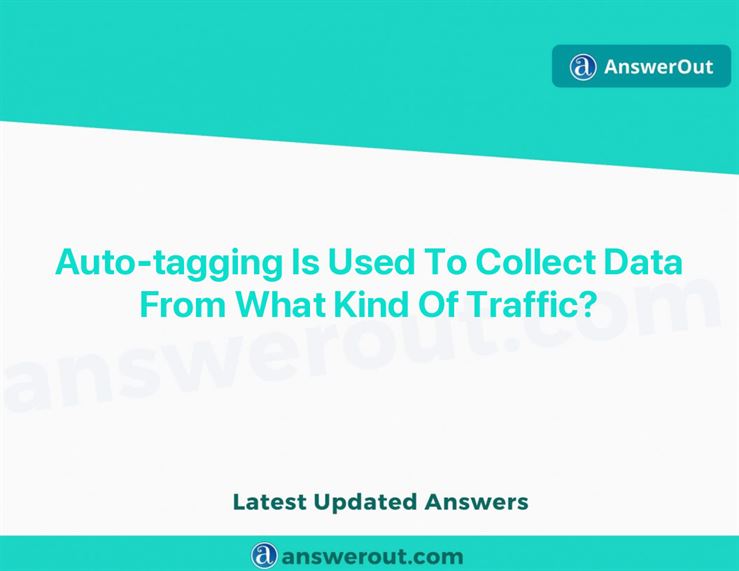 AnswerOut
Auto-tagging Is Used To Collect Data
From What Kind Of Traffic?
answerout.com
Latest Updated Answers
answerout.com